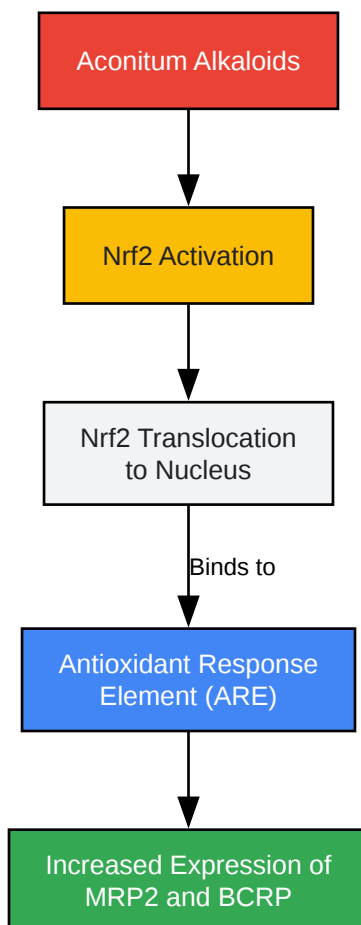 Aconitum Alkaloids
Nrf2 Activation
Nrf2 Translocation
to Nucleus
Binds to
Antioxidant Response
Element (ARE)
Increased Expression of
MRP2 and BCRP